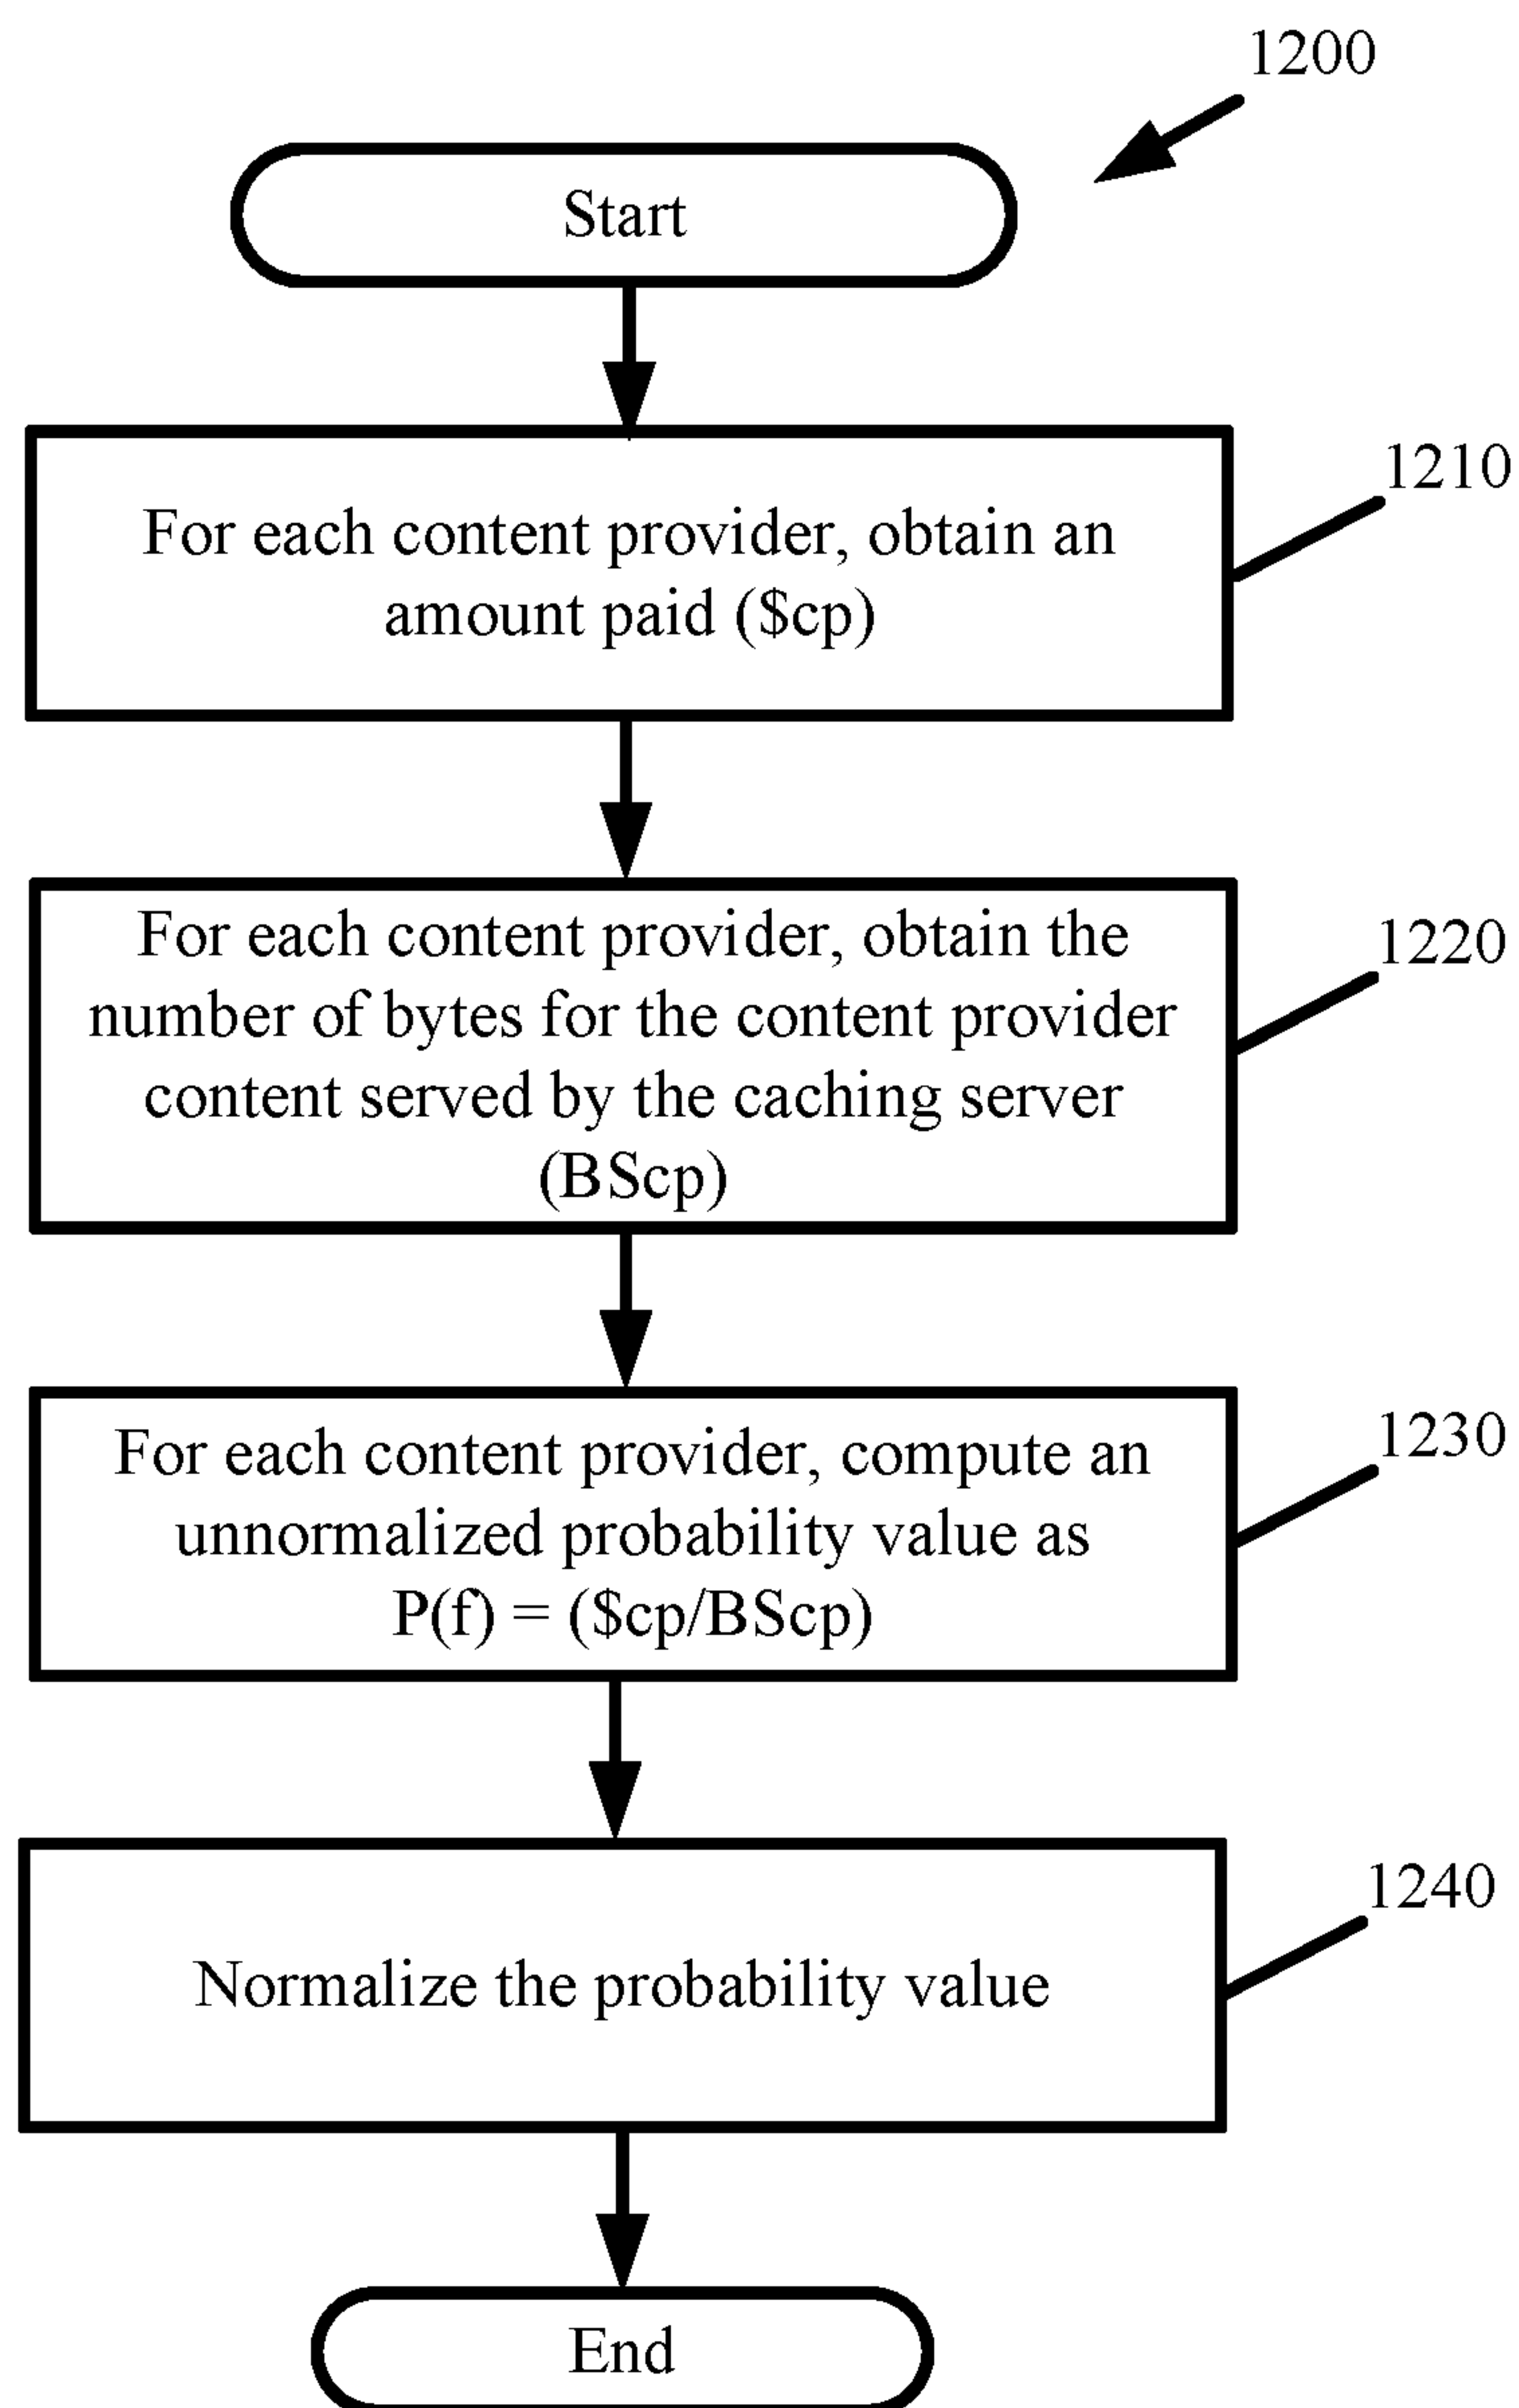 1200
Start
1210
For each content provider, obtain an
amount paid ($cp)
1220
For each content provider, obtain the
number of bytes for the content provider
content served by the caching server
(BScp)
1230
For each content provider, compute an
unnormalized probability value as
P(f) = ($cp/BScp)
1240
Normalize the probability value
End